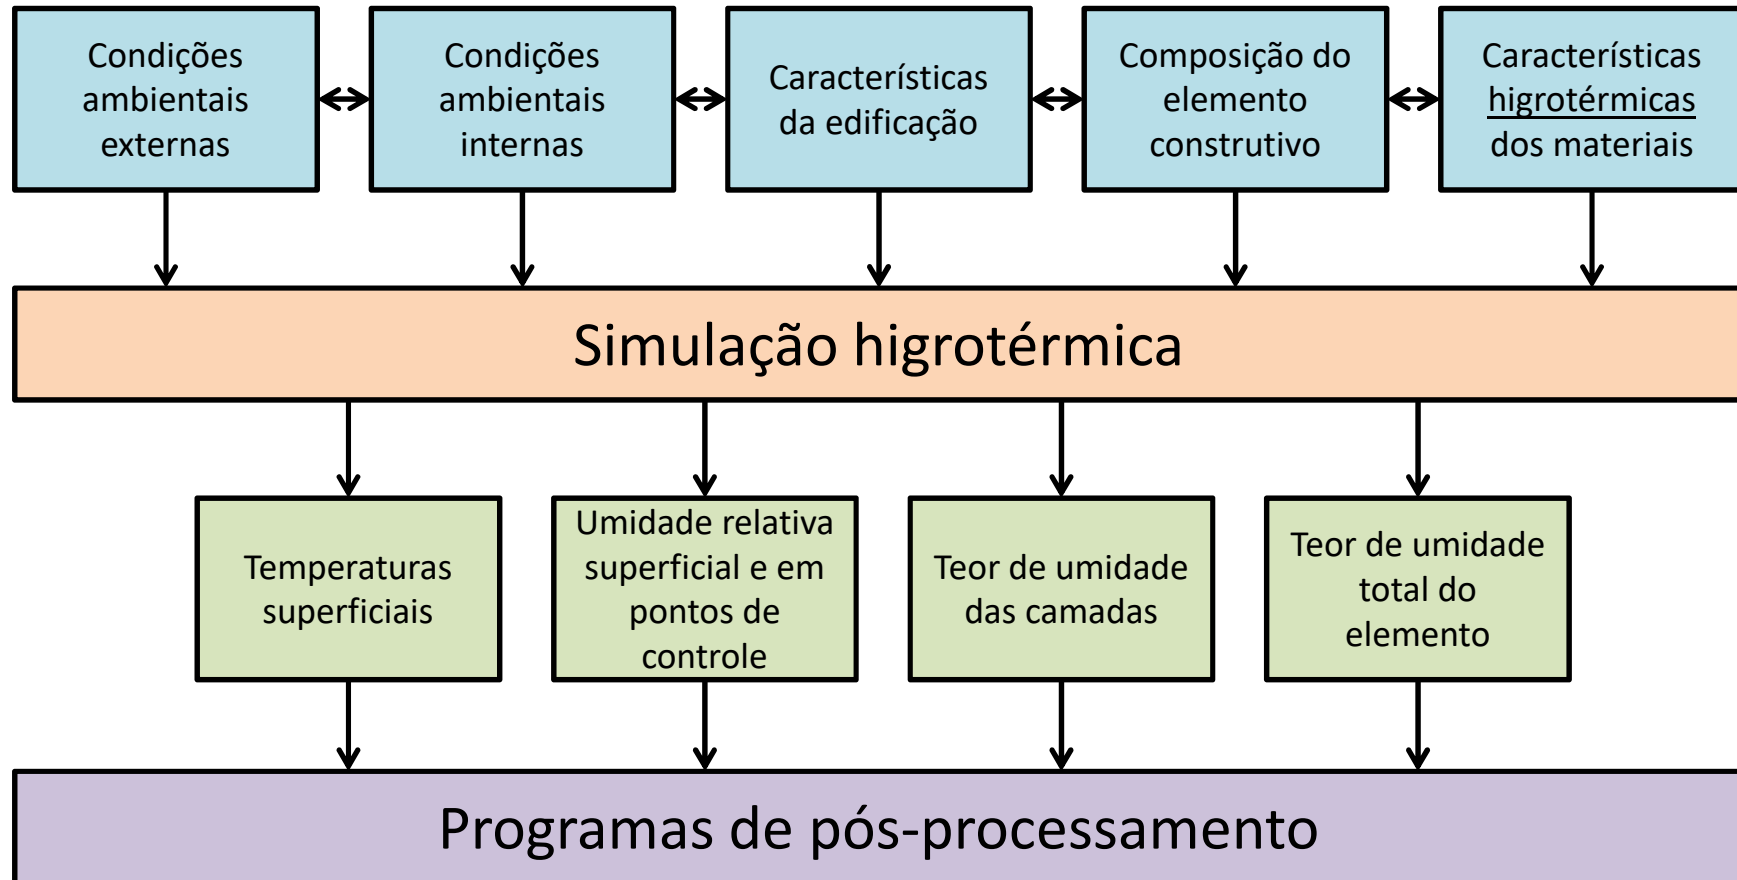 Condições
ambientais
externas
Condições
ambientais
internas
Características
da edificação
Composição do
elemento
construtivo
Características
higrotérmicas
dos materiais
Simulação higrotérmica
Temperaturas
superficiais
Umidade relativa
superficial e em
pontos de
controle
Teor de umidade
das camadas
Teor de umidade
total do
elemento
Programas de pós-processamento